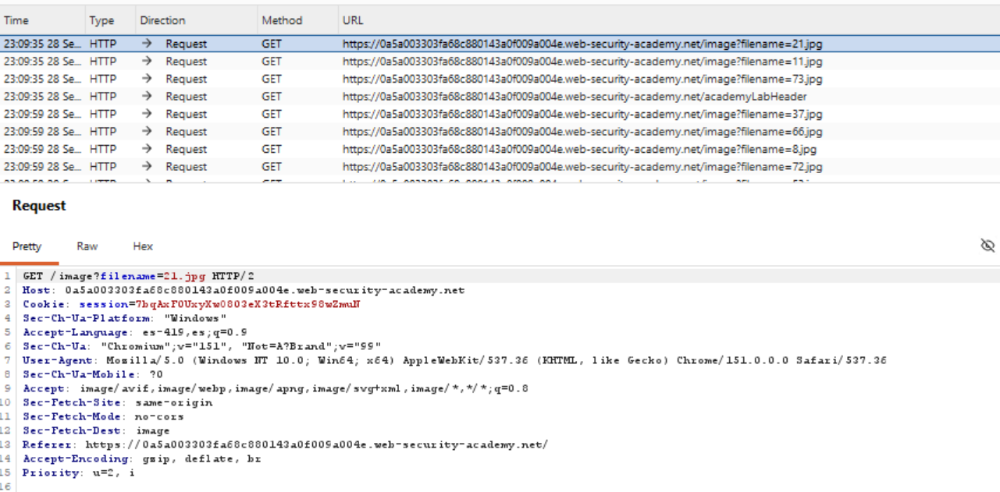 Time Type Direction Method URL
23:09:35 28 Se... HTTP → Request GET https://0a5a003303fa68c880143a0f009a004e.web-security-academy.net/image?filename=21.jpg
23:09:35 28 Se... HTTP → Request GET https://0a5a003303fa68c880143a0f009a004e.web-security-academy.net/image?filename=11.jpg
23:09:35 28 Se... HTTP → Request GET https://0a5a003303fa68c880143a0f009a004e.web-security-academy.net/image?filename=73.jpg
23:09:35 28 Se... HTTP → Request GET https://0a5a003303fa68c880143a0f009a004e.web-security-academy.net/academyLabHeader
23:09:59 28 Se... HTTP → Request GET https://0a5a003303fa68c880143a0f009a004e.web-security-academy.net/image?filename=37.jpg
23:09:59 28 Se... HTTP → Request GET https://0a5a003303fa68c880143a0f009a004e.web-security-academy.net/image?filename=66.jpg
23:09:59 28 Se... HTTP → Request GET https://0a5a003303fa68c880143a0f009a004e.web-security-academy.net/image?filename=8.jpg
23:09:59 28 Se... HTTP → Request GET https://0a5a003303fa68c880143a0f009a004e.web-security-academy.net/image?filename=72.jpg
Request
Pretty Raw Hex
1 GET /image?filename=21.jpg HTTP/2
2 Host: 0a5a003303fa68c880143a0f009a004e.web-security-academy.net
3 Cookie: session=7bqAxF0UxyXw0803eX3tRfttx98wZmuN
4 Sec-Ch-Ua-Platform: "Windows"
5 Accept-Language: es-419,es;q=0.9
6 Sec-Ch-Ua: "Chromium";v="151", "Not=A?Brand";v="99"
7 User-Agent: Mozilla/5.0 (Windows NT 10.0; Win64; x64) AppleWebKit/537.36 (KHTML, like Gecko) Chrome/151.0.0.0 Safari/537.36
8 Sec-Ch-Ua-Mobile: ?0
9 Accept: image/avif,image/webp,image/apng,image/svg+xml,image/*,*/*;q=0.8
10 Sec-Fetch-Site: same-origin
11 Sec-Fetch-Mode: no-cors
12 Sec-Fetch-Dest: image
13 Referer: https://0a5a003303fa68c880143a0f009a004e.web-security-academy.net/
14 Accept-Encoding: gzip, deflate, br
15 Priority: u=2, i
16